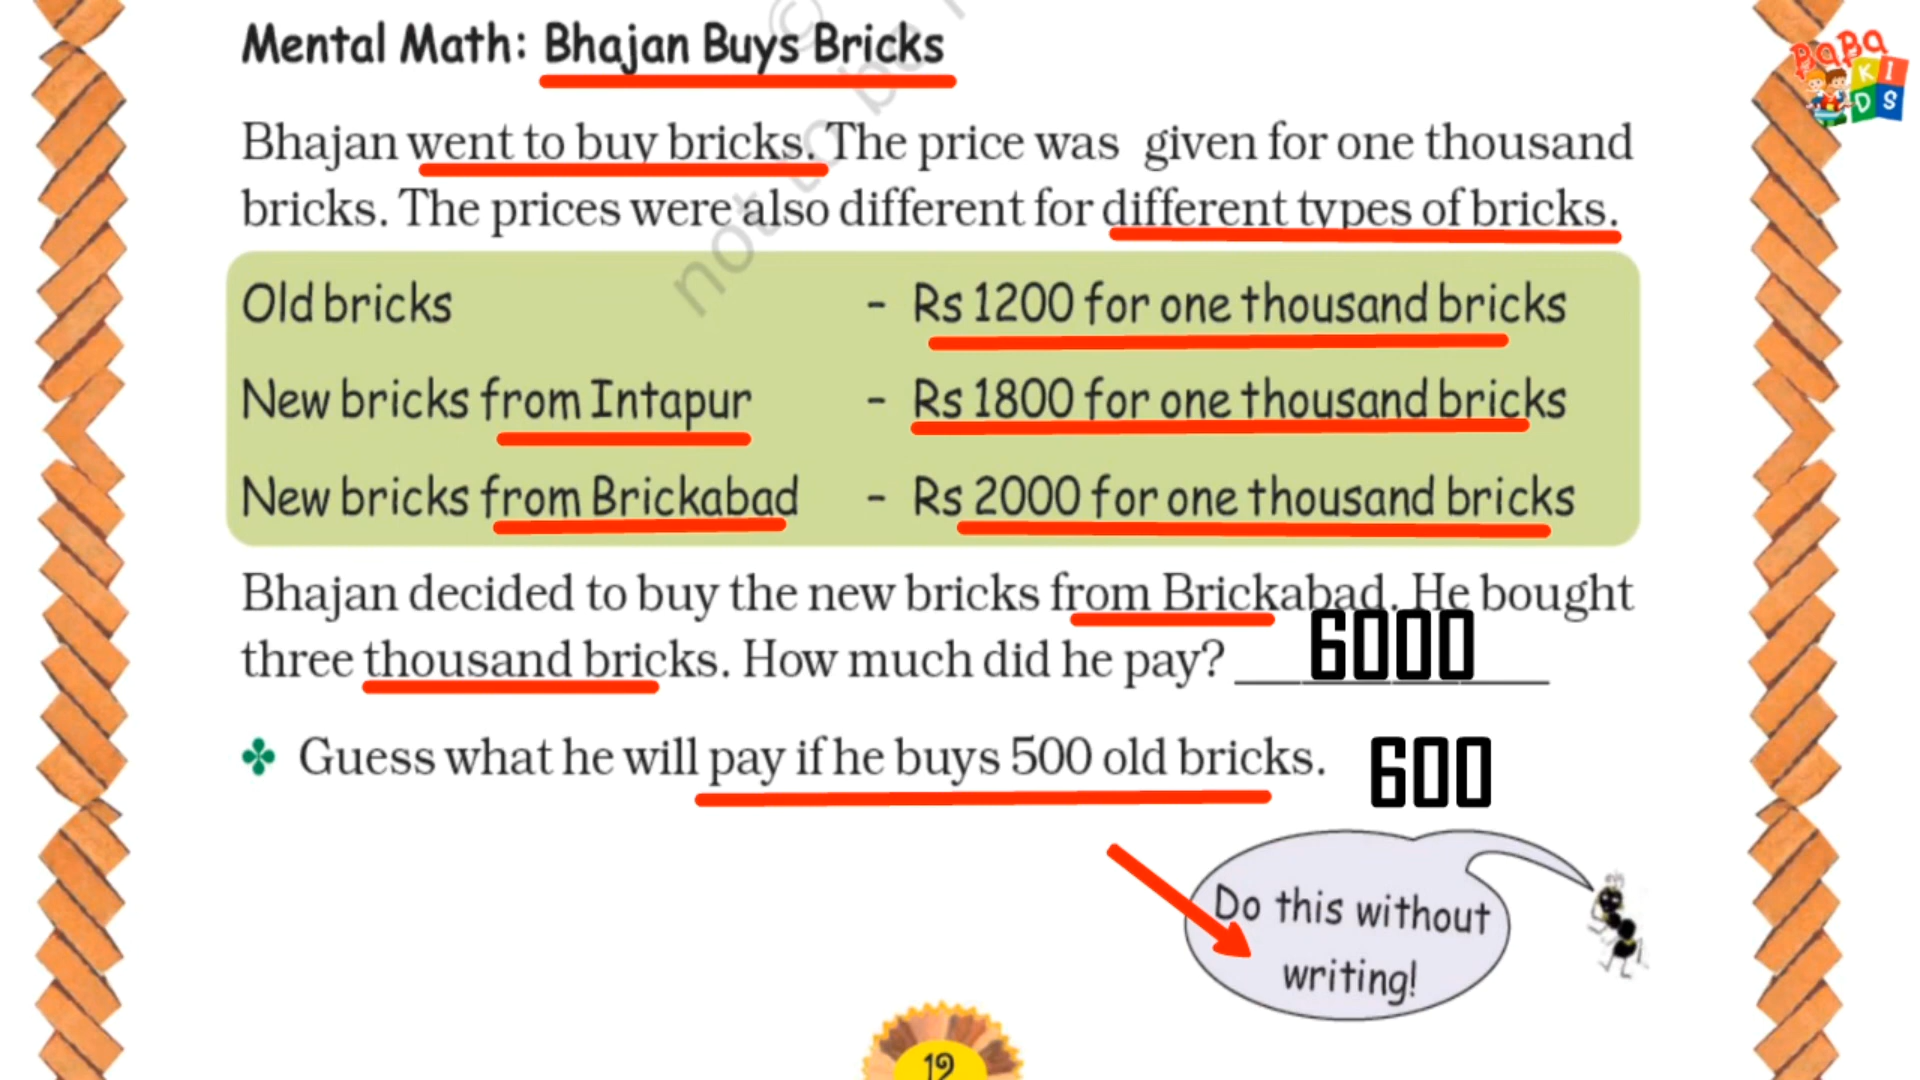 Mental Math: Bhajan Buys Bricks
PaPa
KIDS
Bhajan went to buy bricks. The price was given for one thousand
bricks. The prices were also different for different types of bricks.
Old bricks - Rs 1200 for one thousand bricks
New bricks from Intapur - Rs 1800 for one thousand bricks
New bricks from Brickabad - Rs 2000 for one thousand bricks
Bhajan decided to buy the new bricks from Brickabad. He bought
three thousand bricks. How much did he pay? 6000
Guess what he will pay if he buys 500 old bricks. 600
Do this without
writing!
12